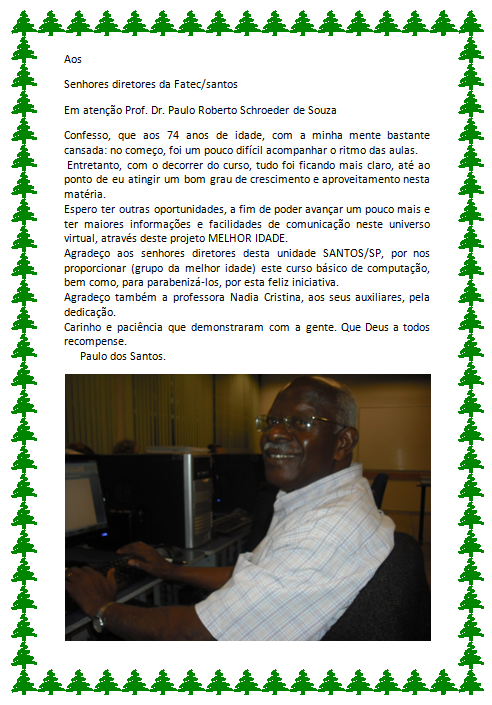 Aos
Senhores diretores da Fatec/santos
Em atenção Prof. Dr. Paulo Roberto Schroeder de Souza
Confesso, que aos 74 anos de idade, com a minha mente bastante
cansada: no começo, foi um pouco difícil acompanhar o ritmo das aulas.
Entretanto, com o decorrer do curso, tudo foi ficando mais claro, até ao
ponto de eu atingir um bom grau de crescimento e aproveitamento nesta
matéria.
Espero ter outras oportunidades, a fim de poder avançar um pouco mais e
ter maiores informações e facilidades de comunicação neste universo
virtual, através deste projeto MELHOR IDADE.
Agradeço aos senhores diretores desta unidade SANTOS/SP, por nos
proporcionar (grupo da melhor idade) este curso básico de computação,
bem como, para parabenizá-los, por esta feliz iniciativa.
Agradeço também a professora Nadia Cristina, aos seus auxiliares, pela
dedicação.
Carinho e paciência que demonstraram com a gente. Que Deus a todos
recompense.
Paulo dos Santos.